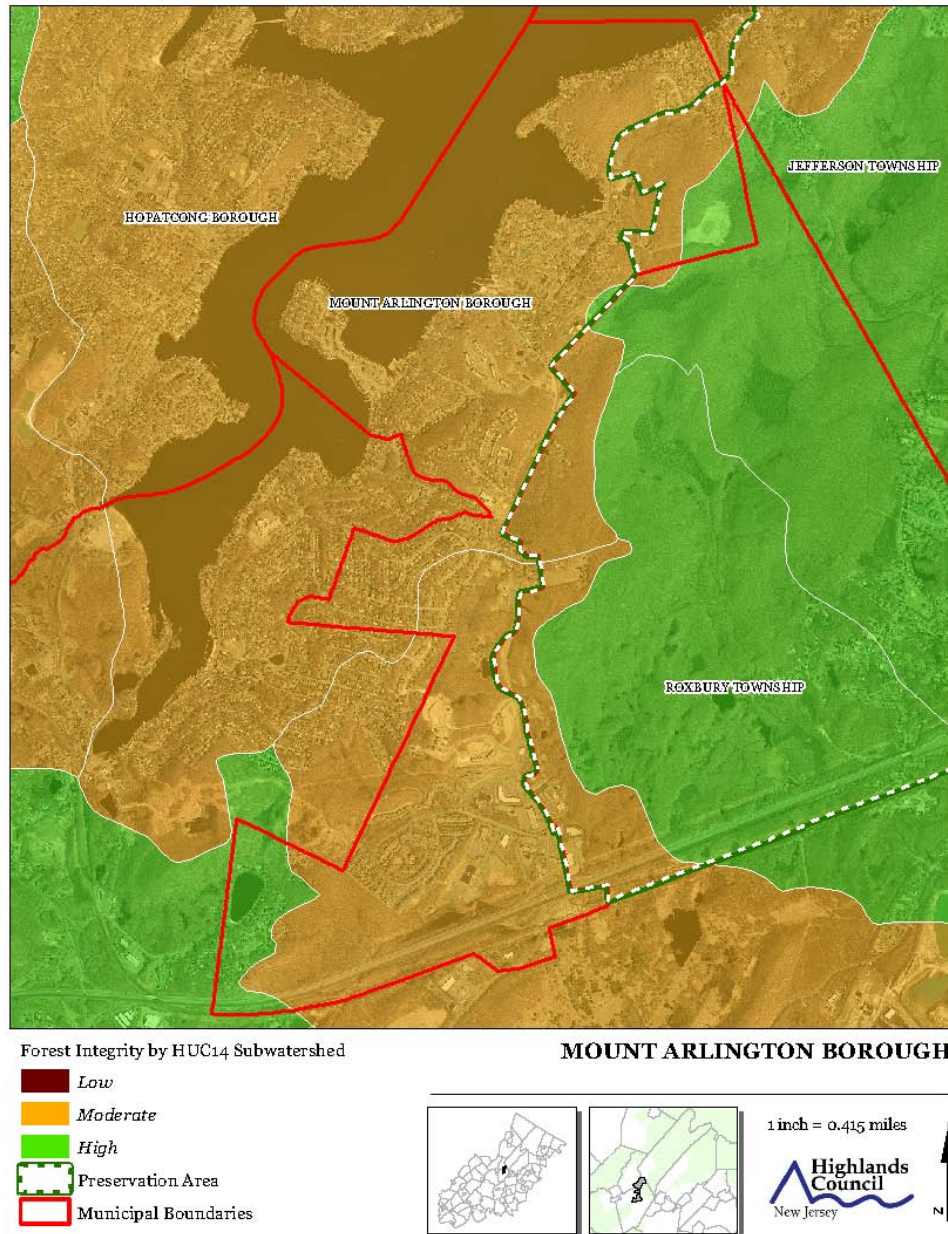 JEFFERSON TOWNSHIP
HOPATCONG BOROUGH
MOUNT ARLINGTON BOROUGH
ROXBURY TOWNSHIP
Forest Integrity by HUC14 Subwatershed
Low
Moderate
High
Preservation Area
Municipal Boundaries
MOUNT ARLINGTON BOROUGH
1 inch = 0.415 miles
Highlands
Council
New Jersey
N